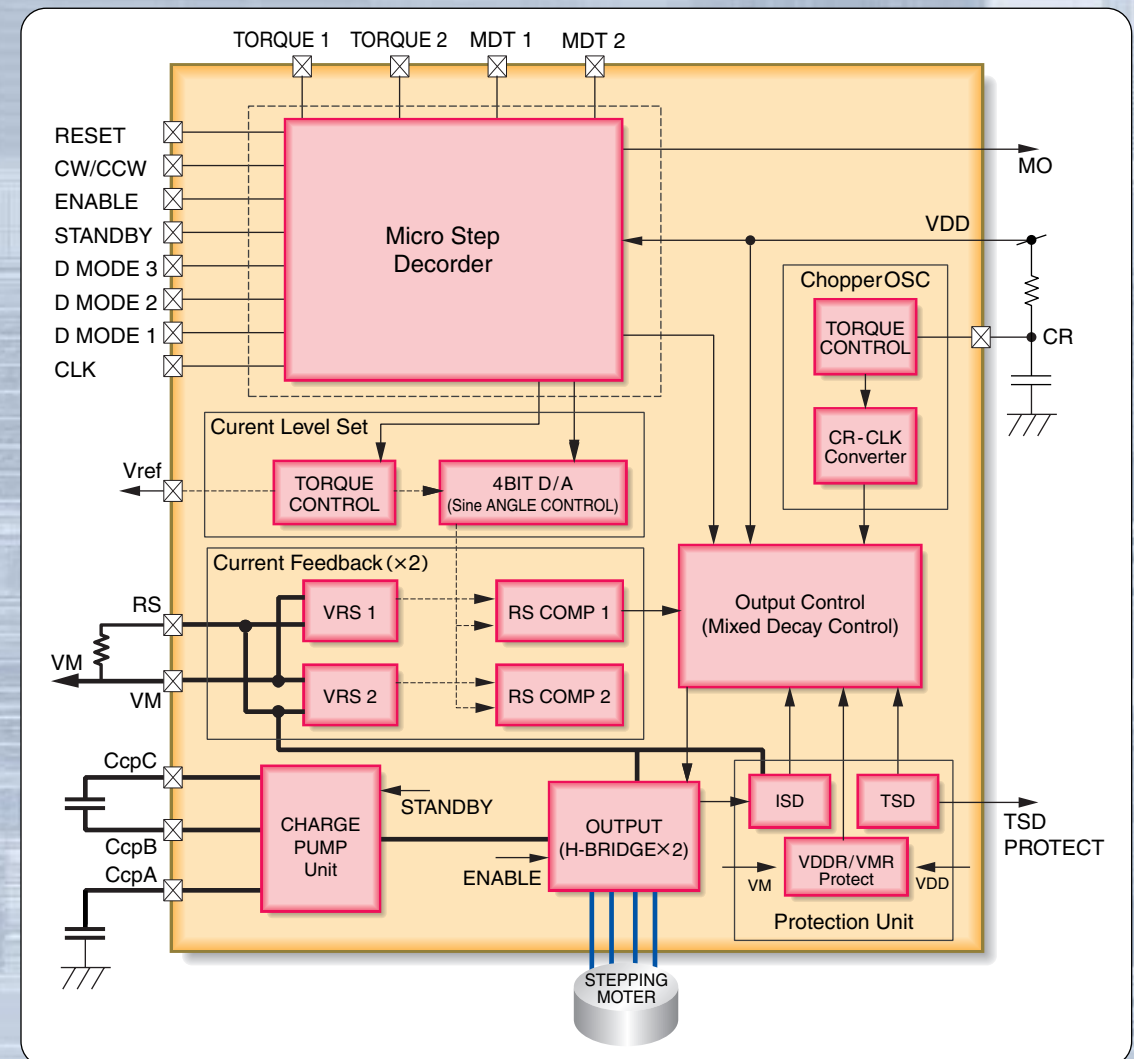 TORQUE 1
TORQUE 2
MDT 1
MDT 2
RESET
CW/CCW
ENABLE
STANDBY
D MODE 3
D MODE 2
D MODE 1
CLK
Micro Step
Decorder
MO
VDD
ChopperOSC
TORQUE
CONTROL
CR
CR-CLK
Converter
Curent Level Set
Vref
TORQUE
CONTROL
4BIT D/A
(Sine ANGLE CONTROL)
Current Feedback (×2)
RS
VM
VM
VRS 1
RS COMP 1
VRS 2
RS COMP 2
Output Control
(Mixed Decay Control)
CcpC
CcpB
CcpA
CHARGE
PUMP
Unit
STANDBY
ENABLE
OUTPUT
(H-BRIDGE×2)
ISD
TSD
TSD
PROTECT
VDDR/VMR
Protect
VM
VDD
Protection Unit
STEPPING
MOTER